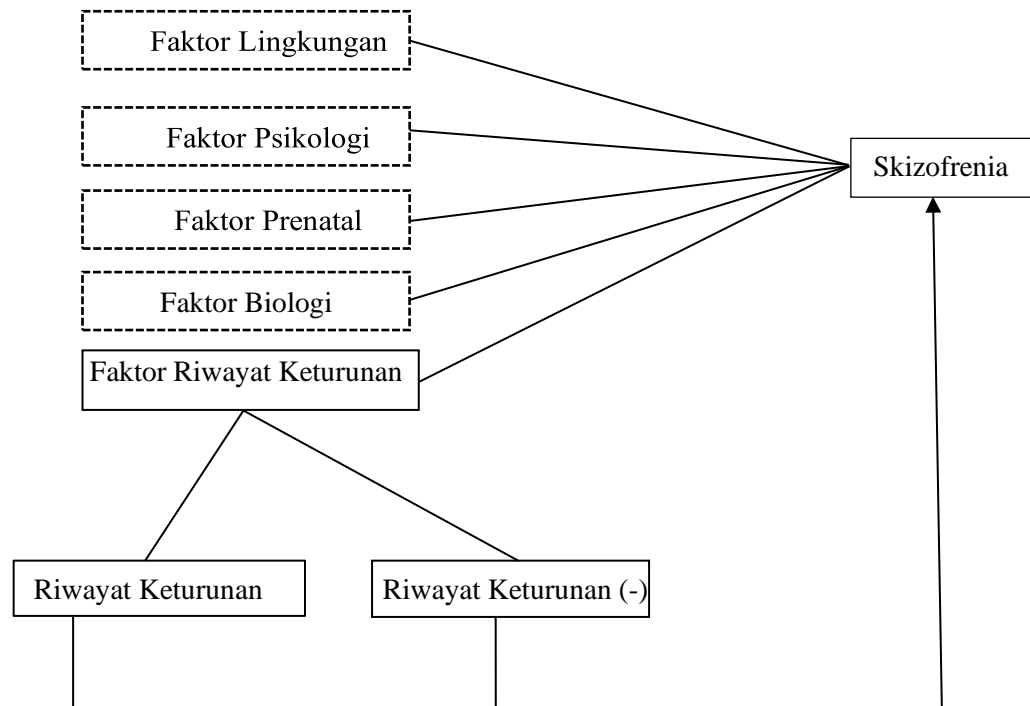 Faktor Lingkungan
Faktor Psikologi
Skizofrenia
Faktor Prenatal
Faktor Biologi
Faktor Riwayat Keturunan
Riwayat Keturunan
Riwayat Keturunan (-)